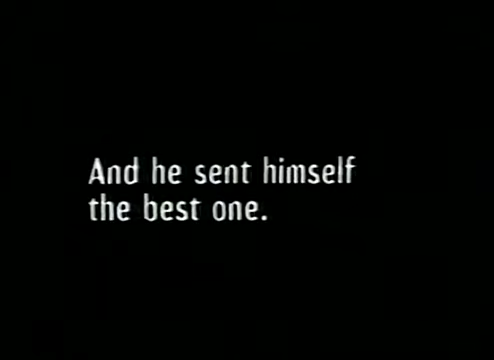 And he sent himself
the best one.